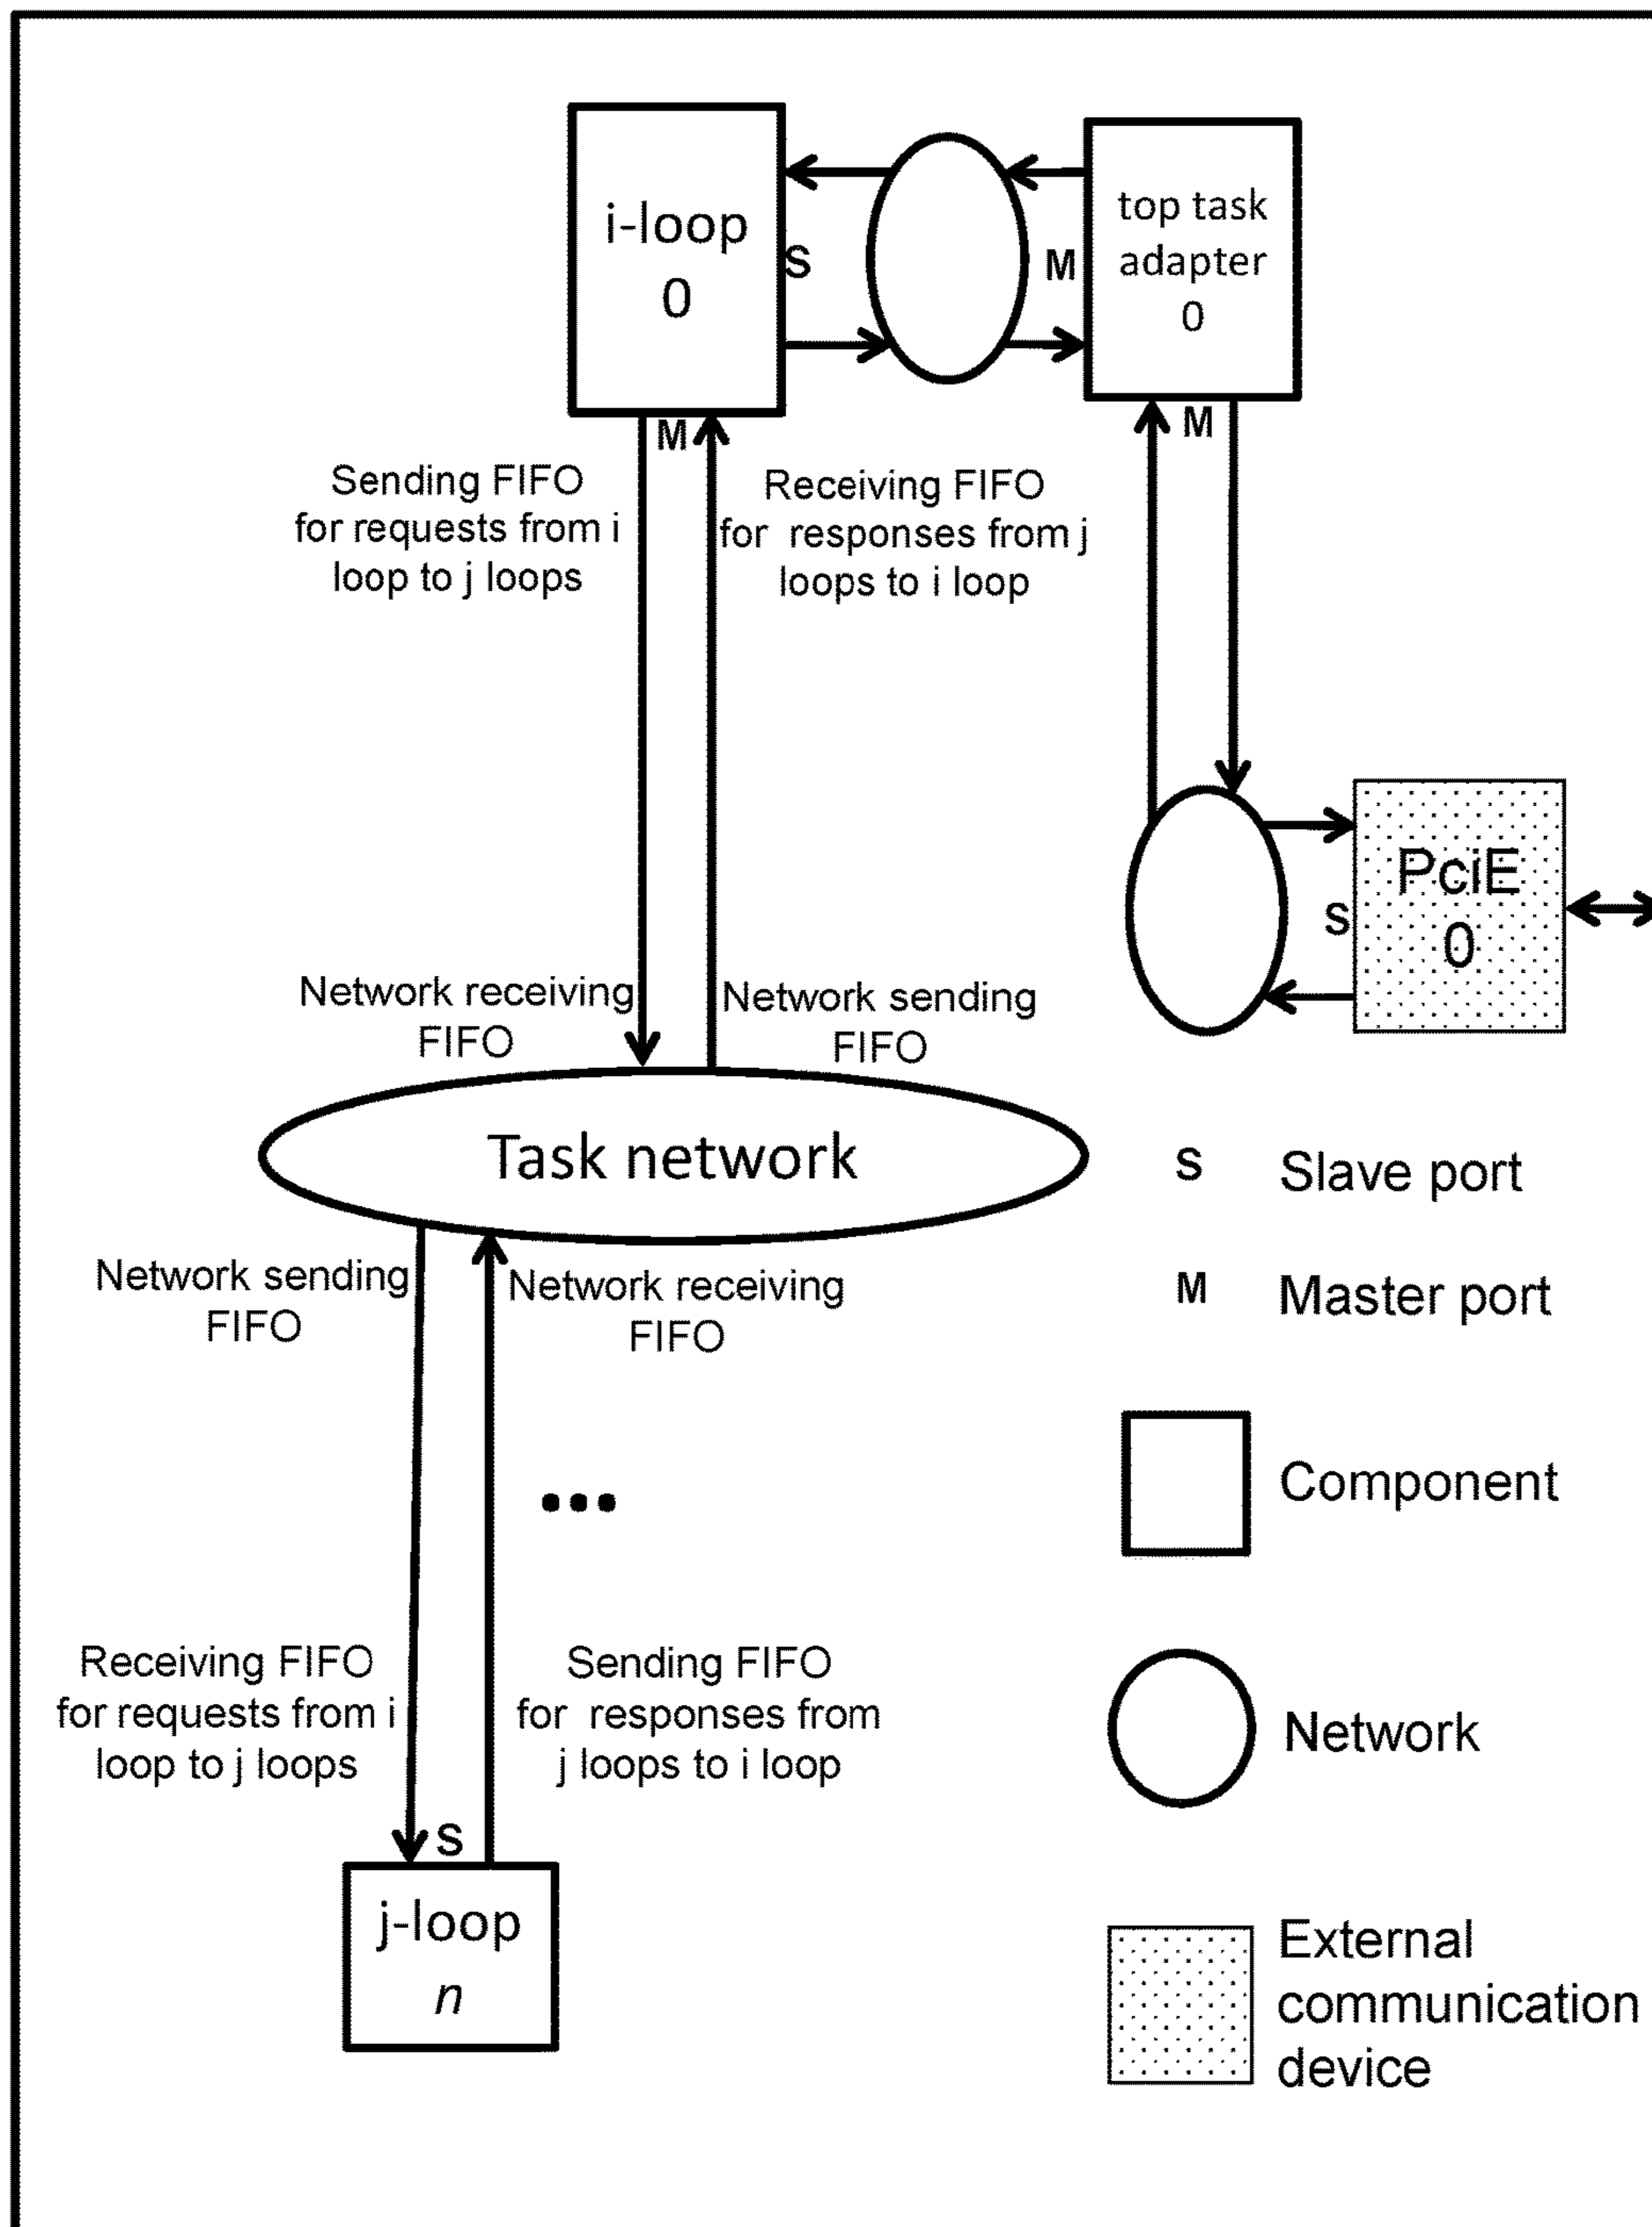 i-loop
0
S
M
top task
adapter
0
M
M
Sending FIFO
for requests from i
loop to j loops
Receiving FIFO
for responses from j
loops to i loop
PciE
0
S
Network receiving
FIFO
Network sending
FIFO
Task network
Network sending
FIFO
Network receiving
FIFO
...
Receiving FIFO
for requests from i
loop to j loops
Sending FIFO
for responses from
j loops to i loop
S
j-loop
n
S Slave port
M Master port
Component
Network
External
communication
device